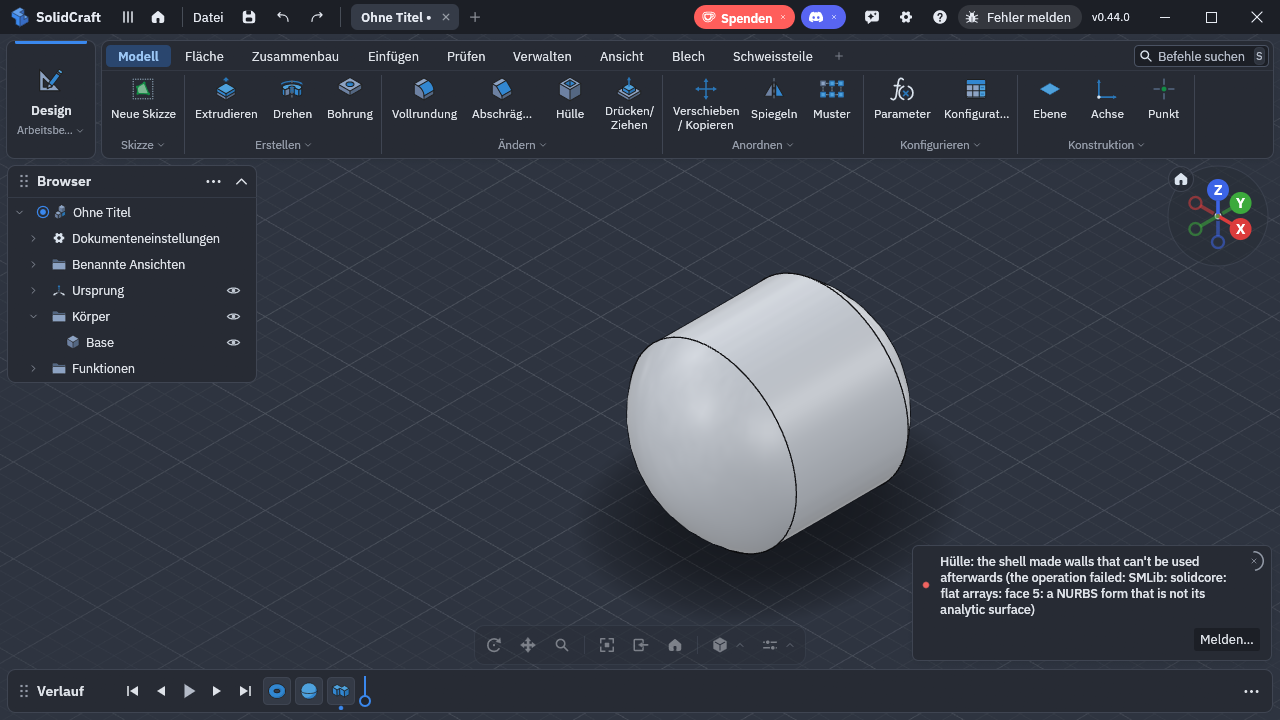 SolidCraft
Datei
Ohne Titel •
Spenden
Fehler melden
v0.44.0
Design
Arbeitsbe...
Modell
Fläche
Zusammenbau
Einfügen
Prüfen
Verwalten
Ansicht
Blech
Schweissteile
Befehle suchen
S
Neue Skizze
Extrudieren
Drehen
Bohrung
Vollrundung
Abschräg...
Hülle
Drücken/
Ziehen
Verschieben
/ Kopieren
Spiegeln
Muster
Parameter
Konfigurat...
Ebene
Achse
Punkt
Skizze
Erstellen
Ändern
Anordnen
Konfigurieren
Konstruktion
Browser
Ohne Titel
Dokumenteneinstellungen
Benannte Ansichten
Ursprung
Körper
Base
Funktionen
Z
Y
X
Hülle: the shell made walls that can't be used
afterwards (the operation failed: SMLib: solidcore:
flat arrays: face 5: a NURBS form that is not its
analytic surface)
Melden...
Verlauf